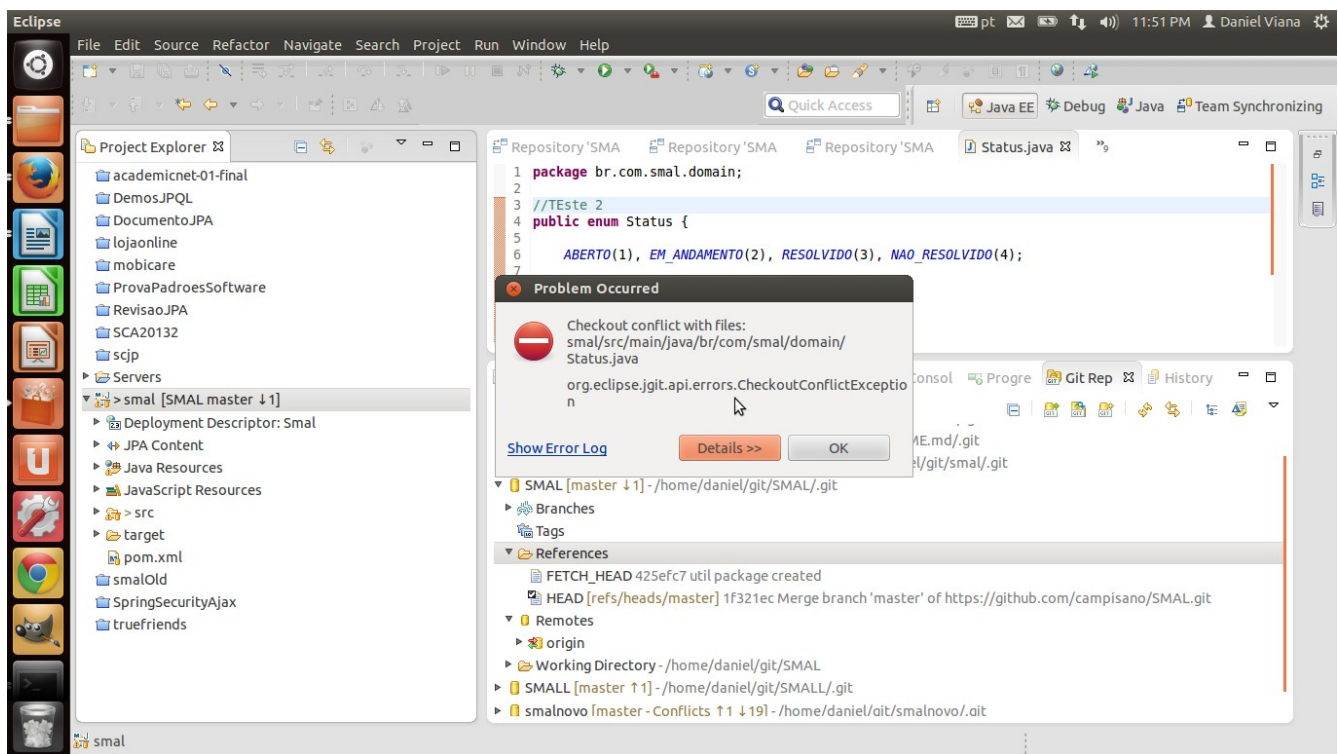 Eclipse
pt
11:51 PM
Daniel Viana
File Edit Source Refactor Navigate Search Project Run Window Help
Quick Access
Java EE
Debug
Java
Team Synchronizing
Project Explorer
academicnet-01-final
DemosJPQL
DocumentoJPA
lojaonline
mobicare
ProvaPadroesSoftware
RevisaoJPA
SCA20132
scjp
Servers
> smal [SMAL master ↓1]
Deployment Descriptor: Smal
JPA Content
Java Resources
JavaScript Resources
> src
target
pom.xml
smalOld
SpringSecurityAjax
truefriends
Repository 'SMA
Repository 'SMA
Repository 'SMA
Status.java
»9
1 package br.com.smal.domain;
2
3 //TEste 2
4 public enum Status {
5
6 ABERTO(1), EM_ANDAMENTO(2), RESOLVIDO(3), NAO_RESOLVIDO(4);
7
Problem Occurred
Checkout conflict with files:
smal/src/main/java/br/com/smal/domain/
Status.java
org.eclipse.jgit.api.errors.CheckoutConflictExceptio
n
Show Error Log
Details >>
OK
Consol
Progre
Git Rep
History
ME.md/.git
el/git/smal/.git
SMAL [master ↓1] - /home/daniel/git/SMAL/.git
Branches
Tags
References
FETCH_HEAD 425efc7 util package created
HEAD [refs/heads/master] 1f321ec Merge branch 'master' of https://github.com/campisano/SMAL.git
Remotes
origin
Working Directory - /home/daniel/git/SMAL
SMALL [master ↑1] - /home/daniel/git/SMALL/.git
smalnovo [master - Conflicts ↑1 ↓19] - /home/daniel/git/smalnovo/.git
smal